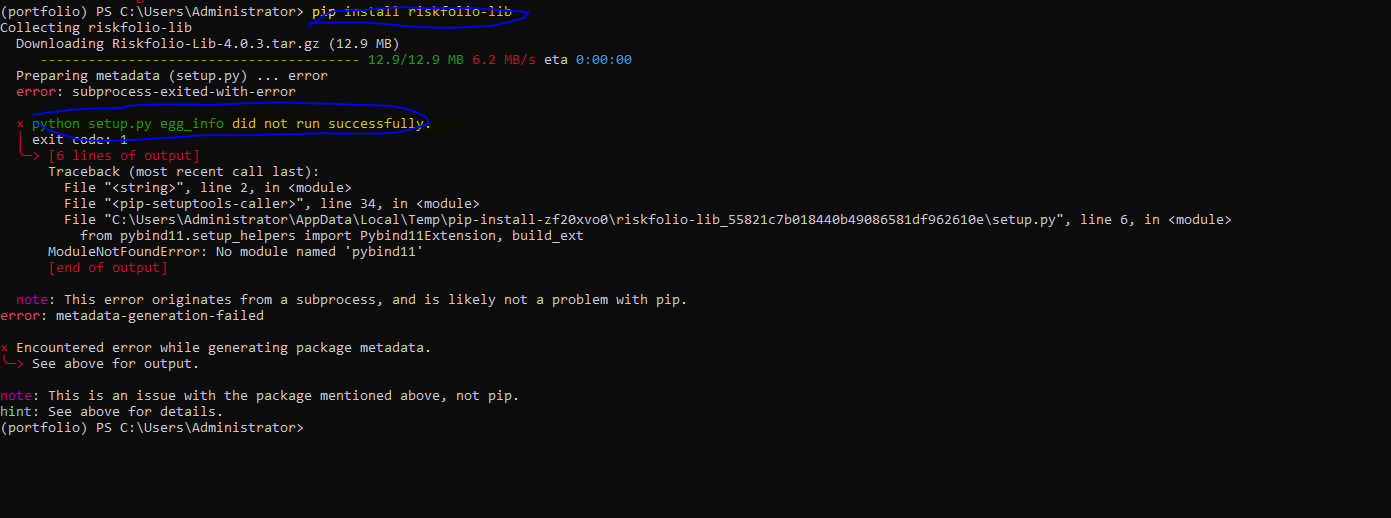 (portfolio) PS C:\Users\Administrator> pip install riskfolio-lib
Collecting riskfolio-lib
  Downloading Riskfolio-Lib-4.0.3.tar.gz (12.9 MB)
     ---------------------------------------- 12.9/12.9 MB 6.2 MB/s eta 0:00:00
  Preparing metadata (setup.py) ... error
  error: subprocess-exited-with-error

  × python setup.py egg_info did not run successfully.
  │ exit code: 1
  ╰─> [6 lines of output]
      Traceback (most recent call last):
        File "<string>", line 2, in <module>
        File "<pip-setuptools-caller>", line 34, in <module>
        File "C:\Users\Administrator\AppData\Local\Temp\pip-install-zf20xvo0\riskfolio-lib_55821c7b018440b49086581df962610e\setup.py", line 6, in <module>
          from pybind11.setup_helpers import Pybind11Extension, build_ext
      ModuleNotFoundError: No module named 'pybind11'
      [end of output]

  note: This error originates from a subprocess, and is likely not a problem with pip.
error: metadata-generation-failed

× Encountered error while generating package metadata.
╰─> See above for output.

note: This is an issue with the package mentioned above, not pip.
hint: See above for details.
(portfolio) PS C:\Users\Administrator>